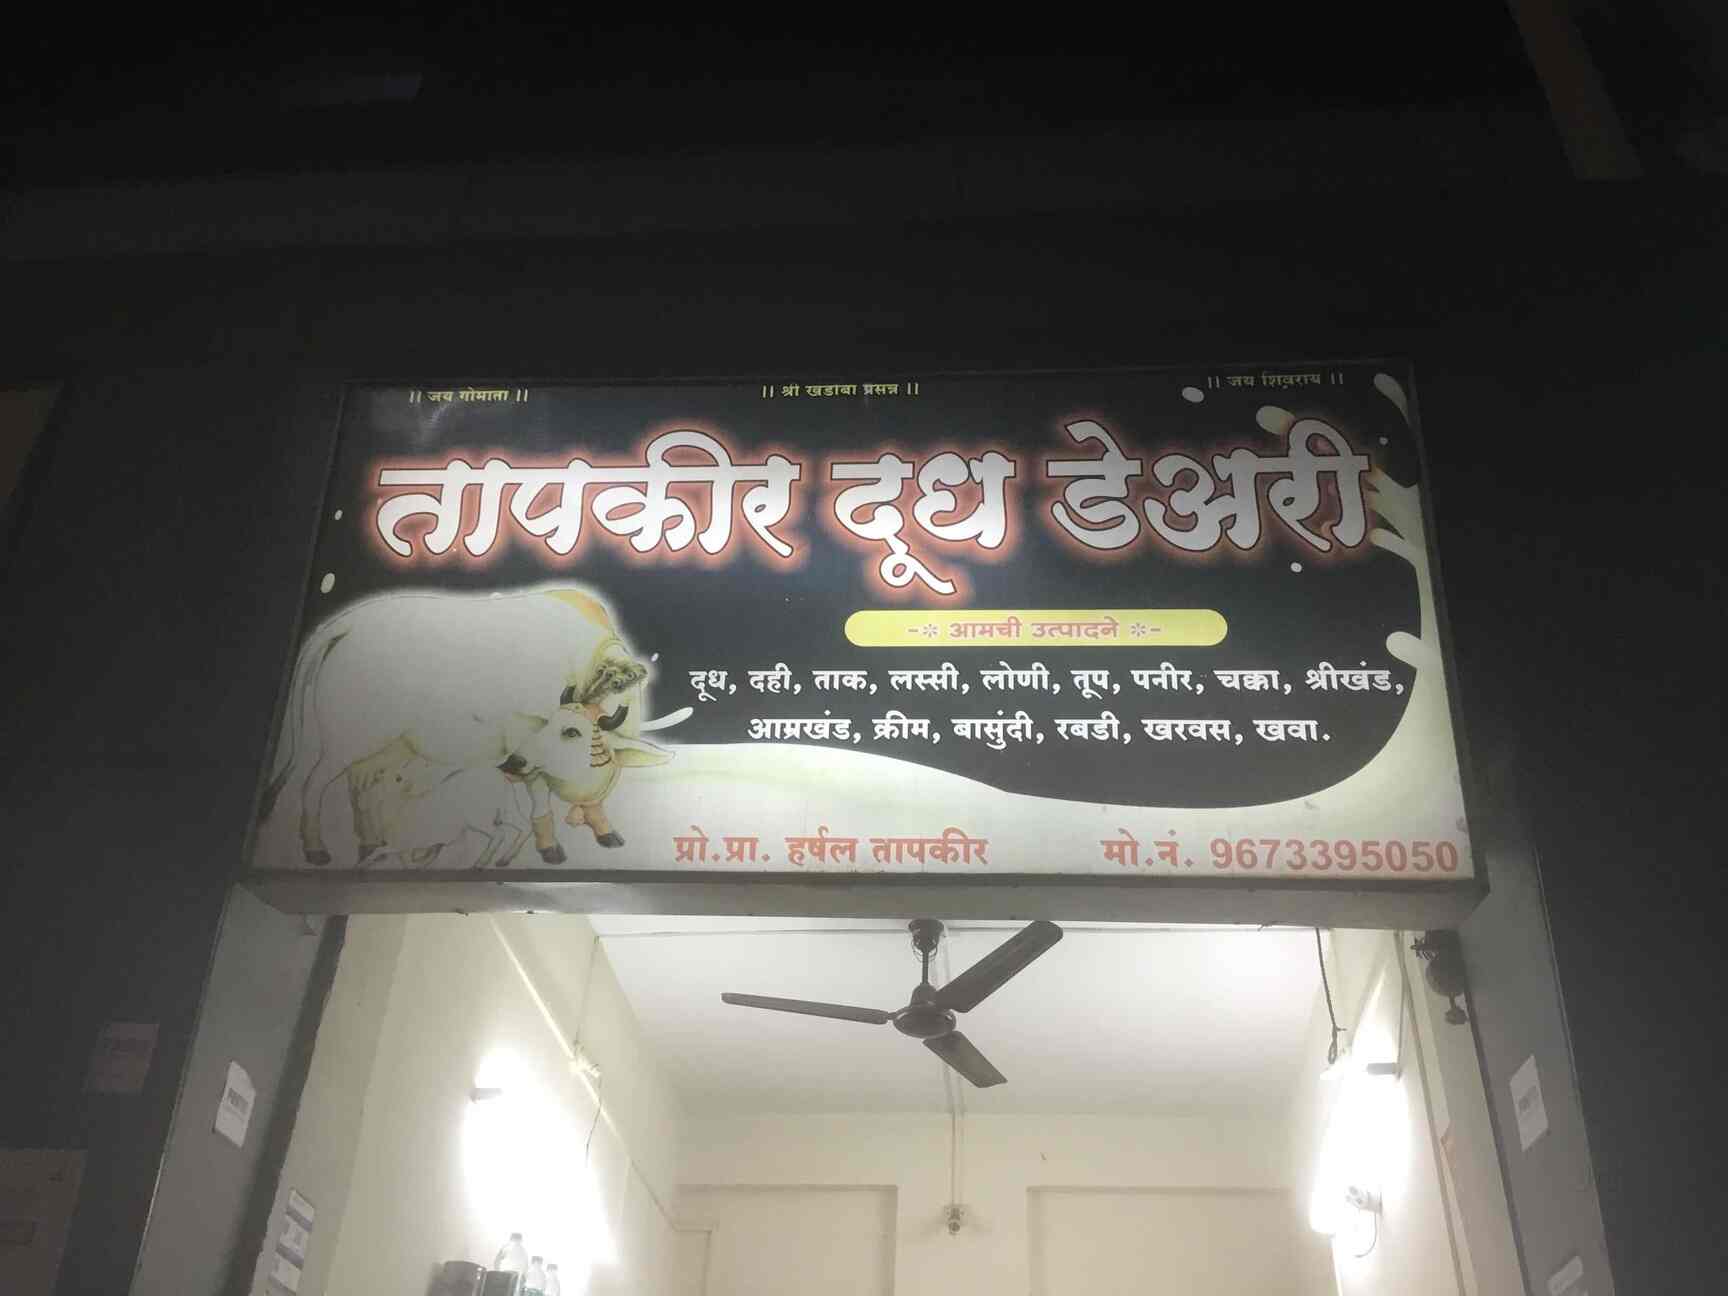 ।। जय गोमाता ।। ।। श्री खडोबा प्रसन्न ।। ।। जय शिवराय ।।
तापकीर दूध डेअरी
-* आमची उत्पादने *-
दूध, दही, ताक, लस्सी, लोणी, तूप, पनीर, चक्का, श्रीखंड,
आम्रखंड, क्रीम, बासुंदी, रबडी, खरवस, खवा.
प्रो.प्रा. हर्षल तापकीर मो.नं. 9673395050